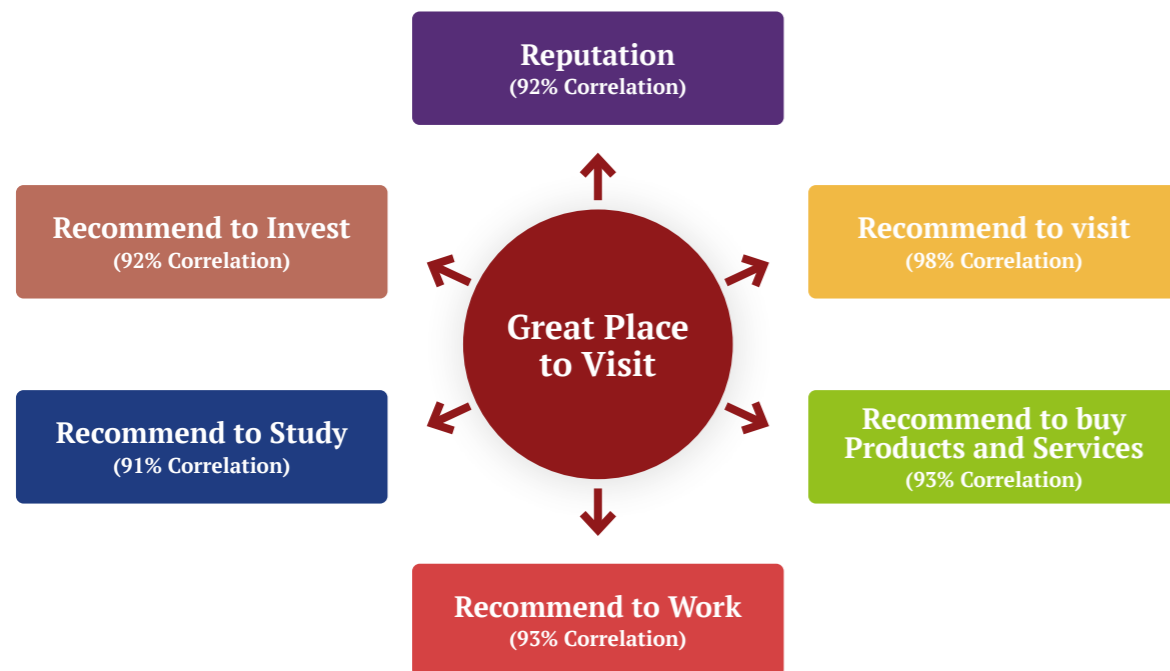 Reputation
(92% Correlation)
Recommend to Invest
(92% Correlation)
Recommend to visit
(98% Correlation)
Great Place
to Visit
Recommend to Study
(91% Correlation)
Recommend to buy
Products and Services
(93% Correlation)
Recommend to Work
(93% Correlation)